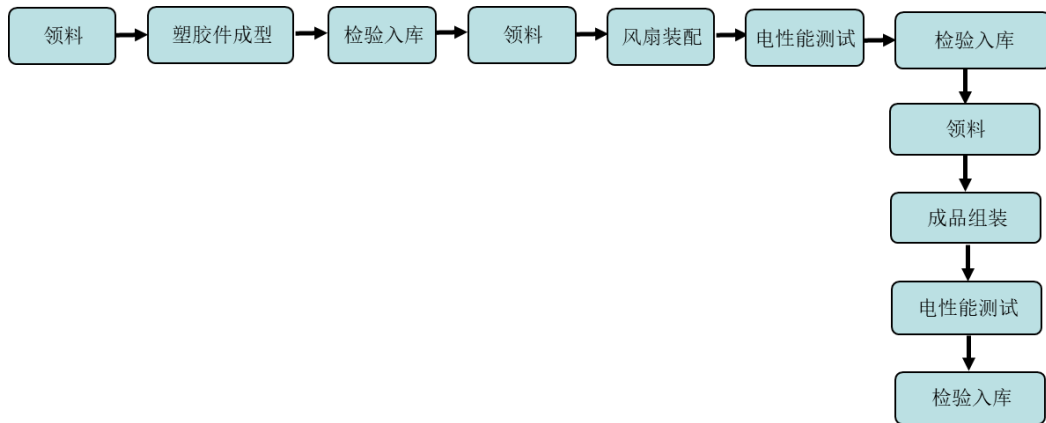 领料
塑胶件成型
检验入库
领料
风扇装配
电性能测试
检验入库
领料
成品组装
电性能测试
检验入库